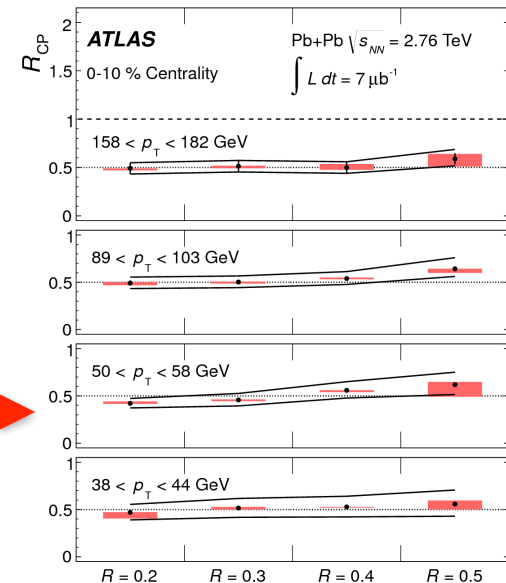 R_CP
2
ATLAS
Pb+Pb √s_NN = 2.76 TeV
1.5
0-10 % Centrality
∫ L dt = 7 μb⁻¹
1
158 < p_T < 182 GeV
0.5
0
1
89 < p_T < 103 GeV
0.5
0
1
50 < p_T < 58 GeV
0.5
0
1
38 < p_T < 44 GeV
0.5
0
R = 0.2 R = 0.3 R = 0.4 R = 0.5